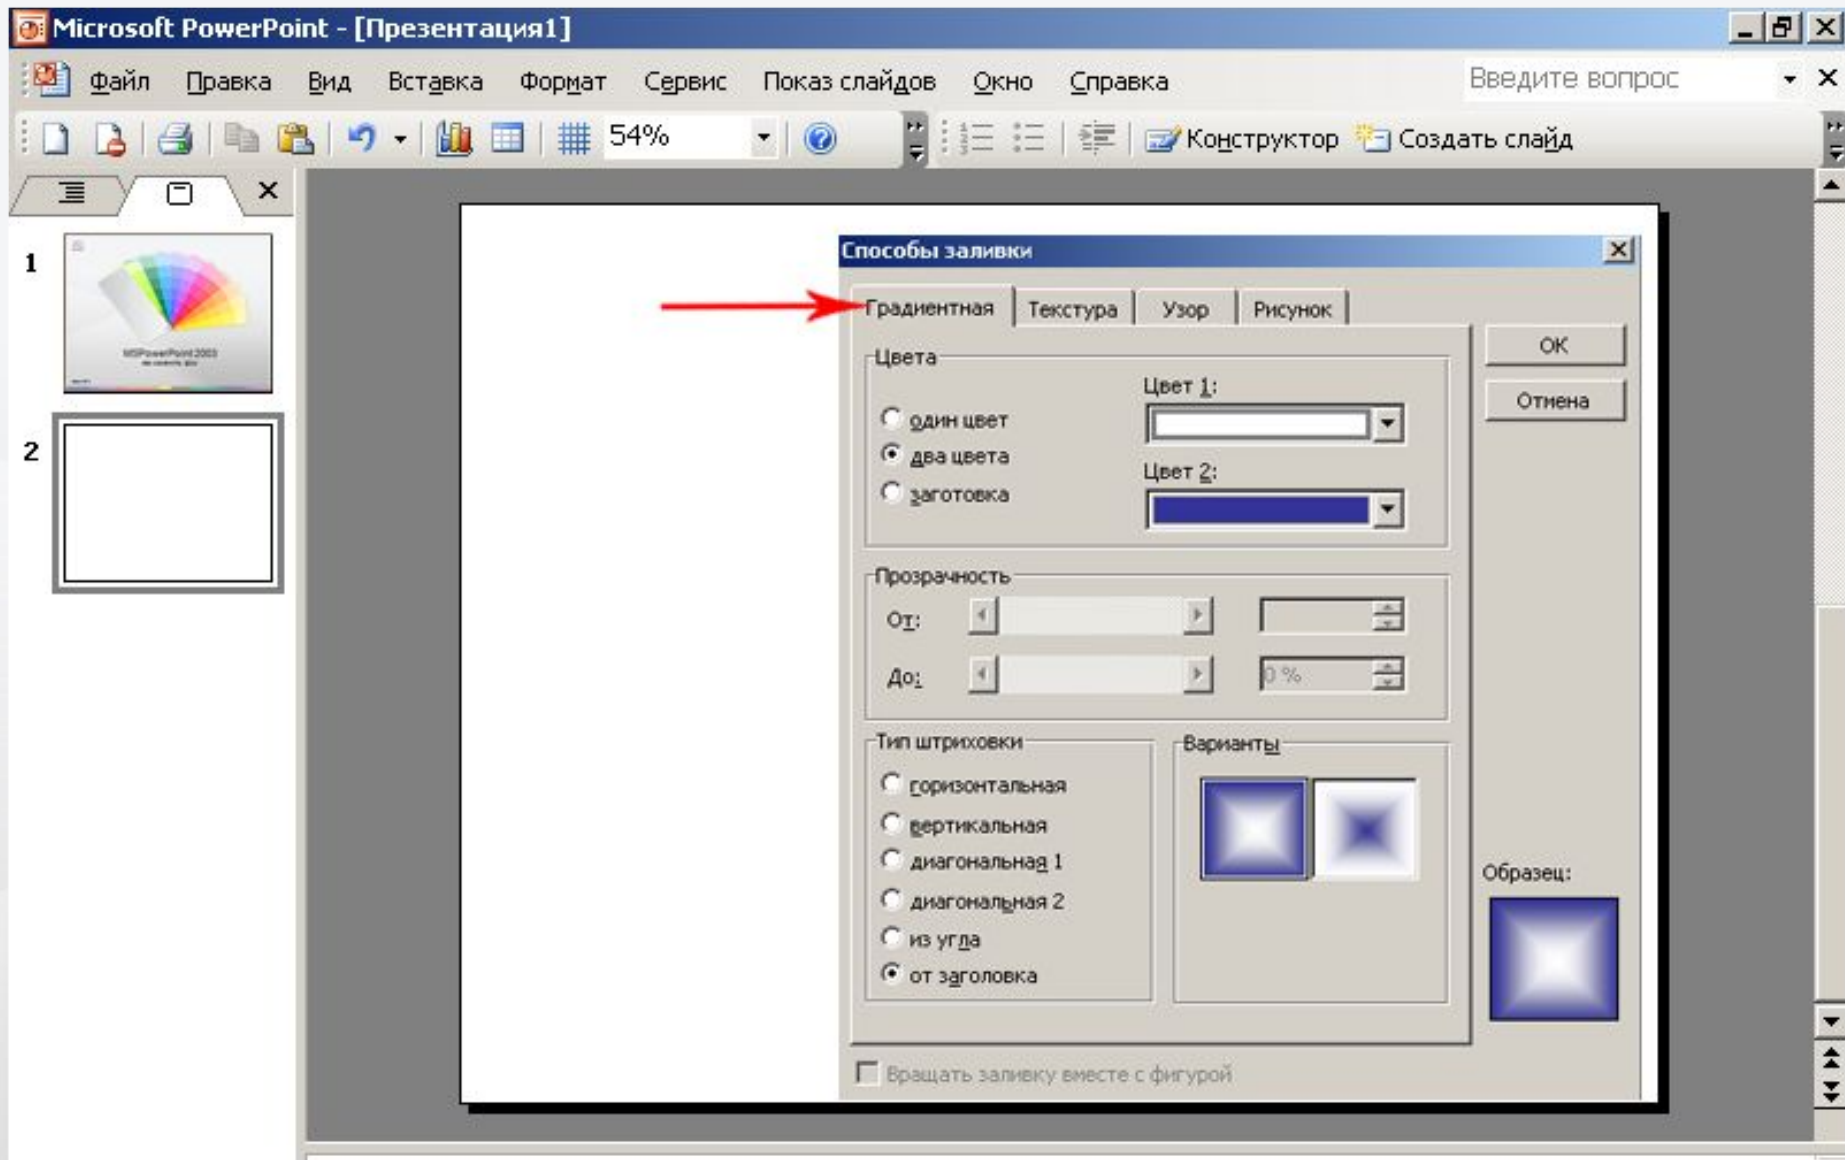 Microsoft PowerPoint - [Презентация1]
Файл Правка Вид Вставка Формат Сервис Показ слайдов Окно Справка Введите вопрос
54% Конструктор Создать слайд
1
MSPowerPoint 2003
2
Способы заливки
Градиентная Текстура Узор Рисунок
Цвета
один цвет
два цвета
заготовка
Цвет 1:
Цвет 2:
ОК
Отмена
Прозрачность
От:
До: 0 %
Тип штриховки
горизонтальная
вертикальная
диагональная 1
диагональная 2
из угла
от заголовка
Варианты
Образец:
Вращать заливку вместе с фигурой